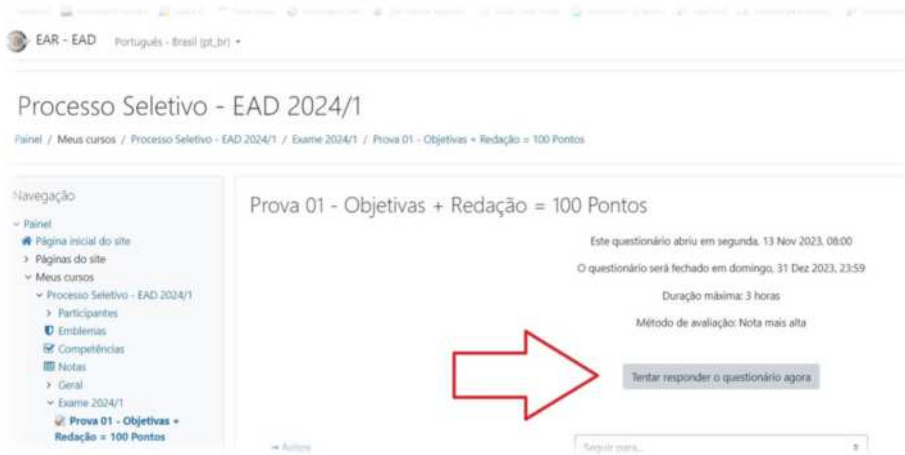 EAR - EAD Português - Brasil (pt_br)
Processo Seletivo - EAD 2024/1
Painel / Meus cursos / Processo Seletivo - EAD 2024/1 / Exame 2024/1 / Prova 01 - Objetivas + Redação = 100 Pontos
Navegação
Painel
Página inicial do site
Páginas do site
Meus cursos
Processo Seletivo - EAD 2024/1
Participantes
Emblemas
Competências
Notas
Geral
Exame 2024/1
Prova 01 - Objetivas +
Redação = 100 Pontos
Prova 01 - Objetivas + Redação = 100 Pontos
Este questionário abriu em segunda, 13 Nov 2023, 08:00
O questionário será fechado em domingo, 31 Dez 2023, 23:59
Duração máxima: 3 horas
Método de avaliação: Nota mais alta
Tentar responder o questionário agora
Avisos
Seguir para...